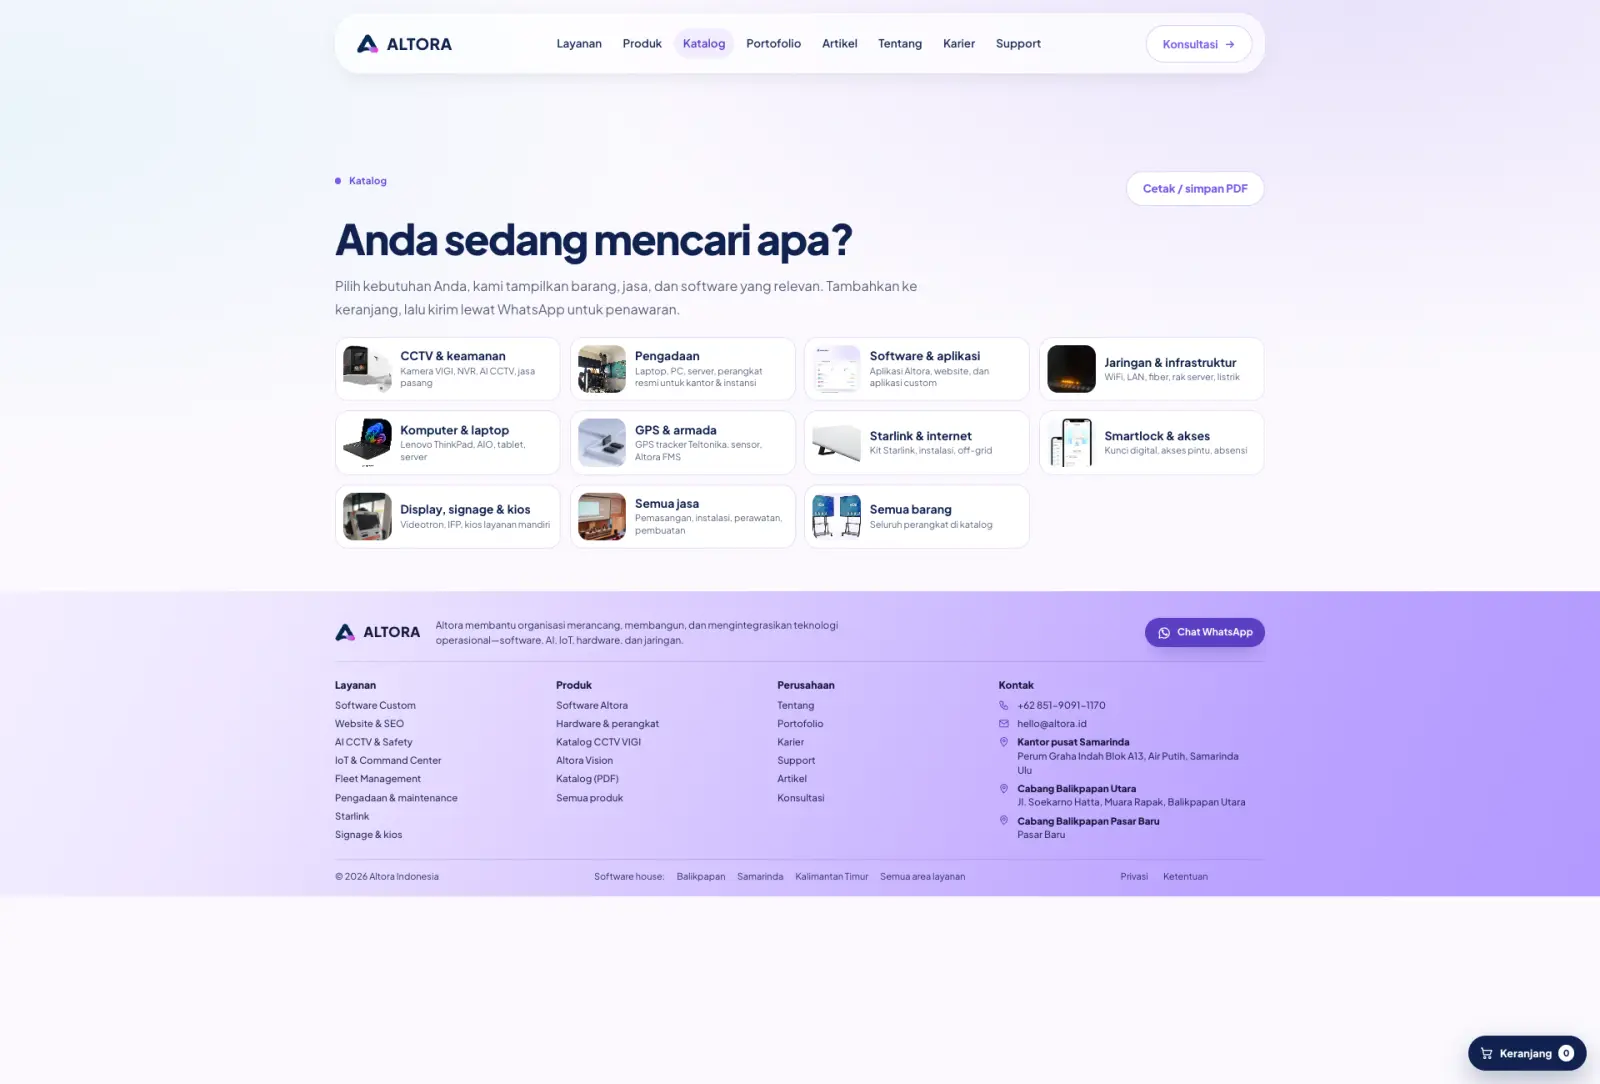 ALTORA
Layanan
Produk
Katalog
Portofolio
Artikel
Tentang
Karier
Support
Konsultasi →
Katalog
Cetak / simpan PDF
Anda sedang mencari apa?
Pilih kebutuhan Anda, kami tampilkan barang, jasa, dan software yang relevan. Tambahkan ke
keranjang, lalu kirim lewat WhatsApp untuk penawaran.
CCTV & keamanan
Kamera VIGI, NVR, AI CCTV, jasa
pasang
Pengadaan
Laptop, PC, server, perangkat
resmi untuk kantor & instansi
Software & aplikasi
Aplikasi Altora, website, dan
aplikasi custom
Jaringan & infrastruktur
WiFi, LAN, fiber, rak server, listrik
Komputer & laptop
Lenovo ThinkPad, AIO, tablet,
server
GPS & armada
GPS tracker Teltonika, sensor,
Altora FMS
Starlink & internet
Kit Starlink, instalasi, off-grid
Smartlock & akses
Kunci digital, akses pintu, absensi
Display, signage & kios
Videotron, IFP, kios layanan mandiri
Semua jasa
Pemasangan, instalasi, perawatan,
pembuatan
Semua barang
Seluruh perangkat di katalog
ALTORA
Altora membantu organisasi merancang, membangun, dan mengintegrasikan teknologi
operasional—software, AI, IoT, hardware, dan jaringan.
Chat WhatsApp
Layanan
Software Custom
Website & SEO
AI CCTV & Safety
IoT & Command Center
Fleet Management
Pengadaan & maintenance
Starlink
Signage & kios
Produk
Software Altora
Hardware & perangkat
Katalog CCTV VIGI
Altora Vision
Katalog (PDF)
Semua produk
Perusahaan
Tentang
Portofolio
Karier
Support
Artikel
Konsultasi
Kontak
+62 851-9091-1170
hello@altora.id
Kantor pusat Samarinda
Perum Graha Indah Blok A13, Air Putih, Samarinda
Ulu
Cabang Balikpapan Utara
Jl. Soekarno Hatta, Muara Rapak, Balikpapan Utara
Cabang Balikpapan Pasar Baru
Pasar Baru
© 2026 Altora Indonesia
Software house:
Balikpapan
Samarinda
Kalimantan Timur
Semua area layanan
Privasi
Ketentuan
Keranjang 0